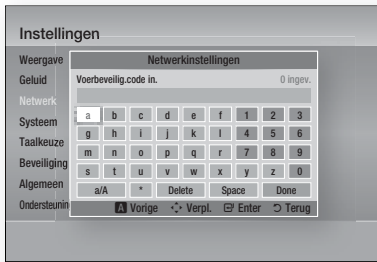 Instellingen
Weergave
Geluid
Netwerk
Systeem
Taalkeuze
Beveiliging
Algemeen
Ondersteunin
Netwerkinstellingen
Voerbeveilig.code in. 0 ingev.
a b c d e f 1 2 3
g h i j k l 4 5 6
m n o p q r 7 8 9
s t u v w x y z 0
a/A * Delete Space Done
A Vorige Verpl. Enter Terug